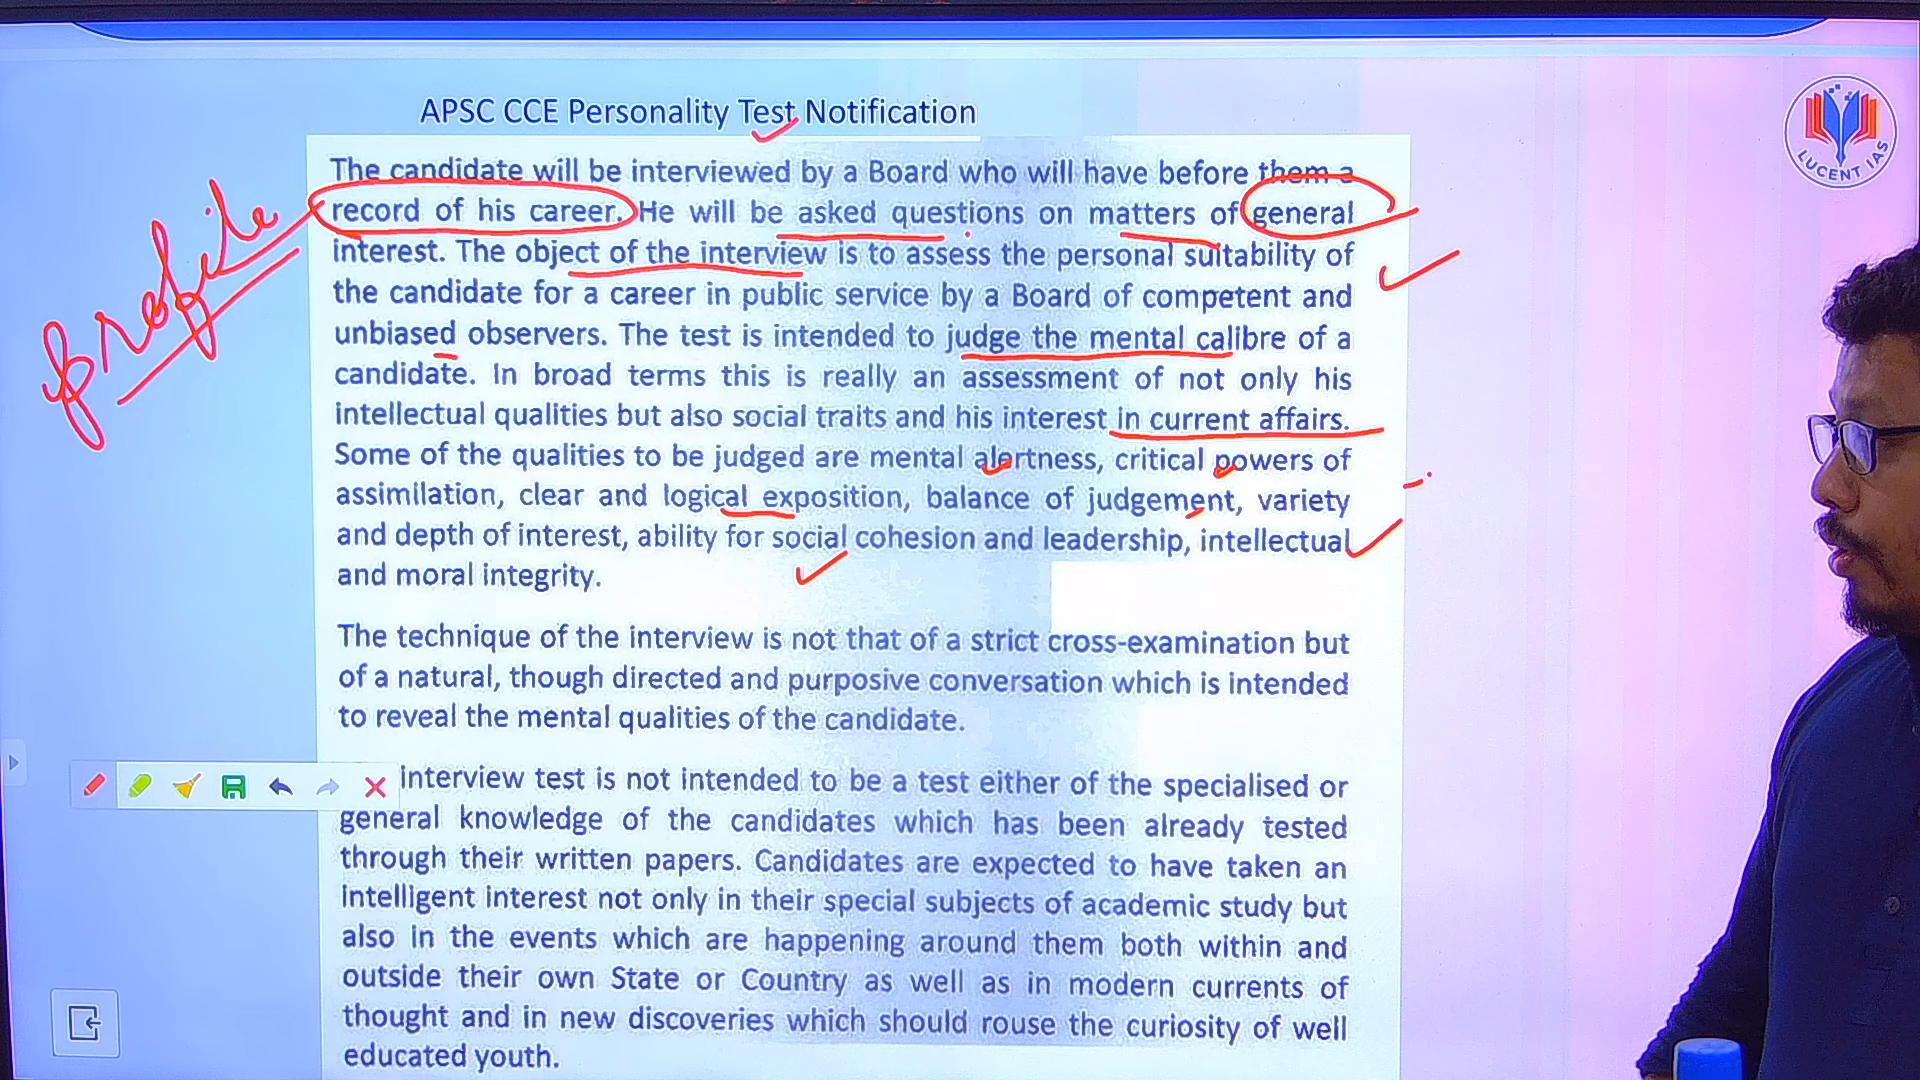 APSC CCE Personality Test Notification
LUCENT IAS
The candidate will be interviewed by a Board who will have before them a
profile
record of his career. He will be asked questions on matters of general
interest. The object of the interview is to assess the personal suitability of
the candidate for a career in public service by a Board of competent and
unbiased observers. The test is intended to judge the mental calibre of a
candidate. In broad terms this is really an assessment of not only his
intellectual qualities but also social traits and his interest in current affairs.
Some of the qualities to be judged are mental alertness, critical powers of
assimilation, clear and logical exposition, balance of judgement, variety
and depth of interest, ability for social cohesion and leadership, intellectual
and moral integrity.
The technique of the interview is not that of a strict cross-examination but
of a natural, though directed and purposive conversation which is intended
to reveal the mental qualities of the candidate.
interview test is not intended to be a test either of the specialised or
general knowledge of the candidates which has been already tested
through their written papers. Candidates are expected to have taken an
intelligent interest not only in their special subjects of academic study but
also in the events which are happening around them both within and
outside their own State or Country as well as in modern currents of
thought and in new discoveries which should rouse the curiosity of well
educated youth.